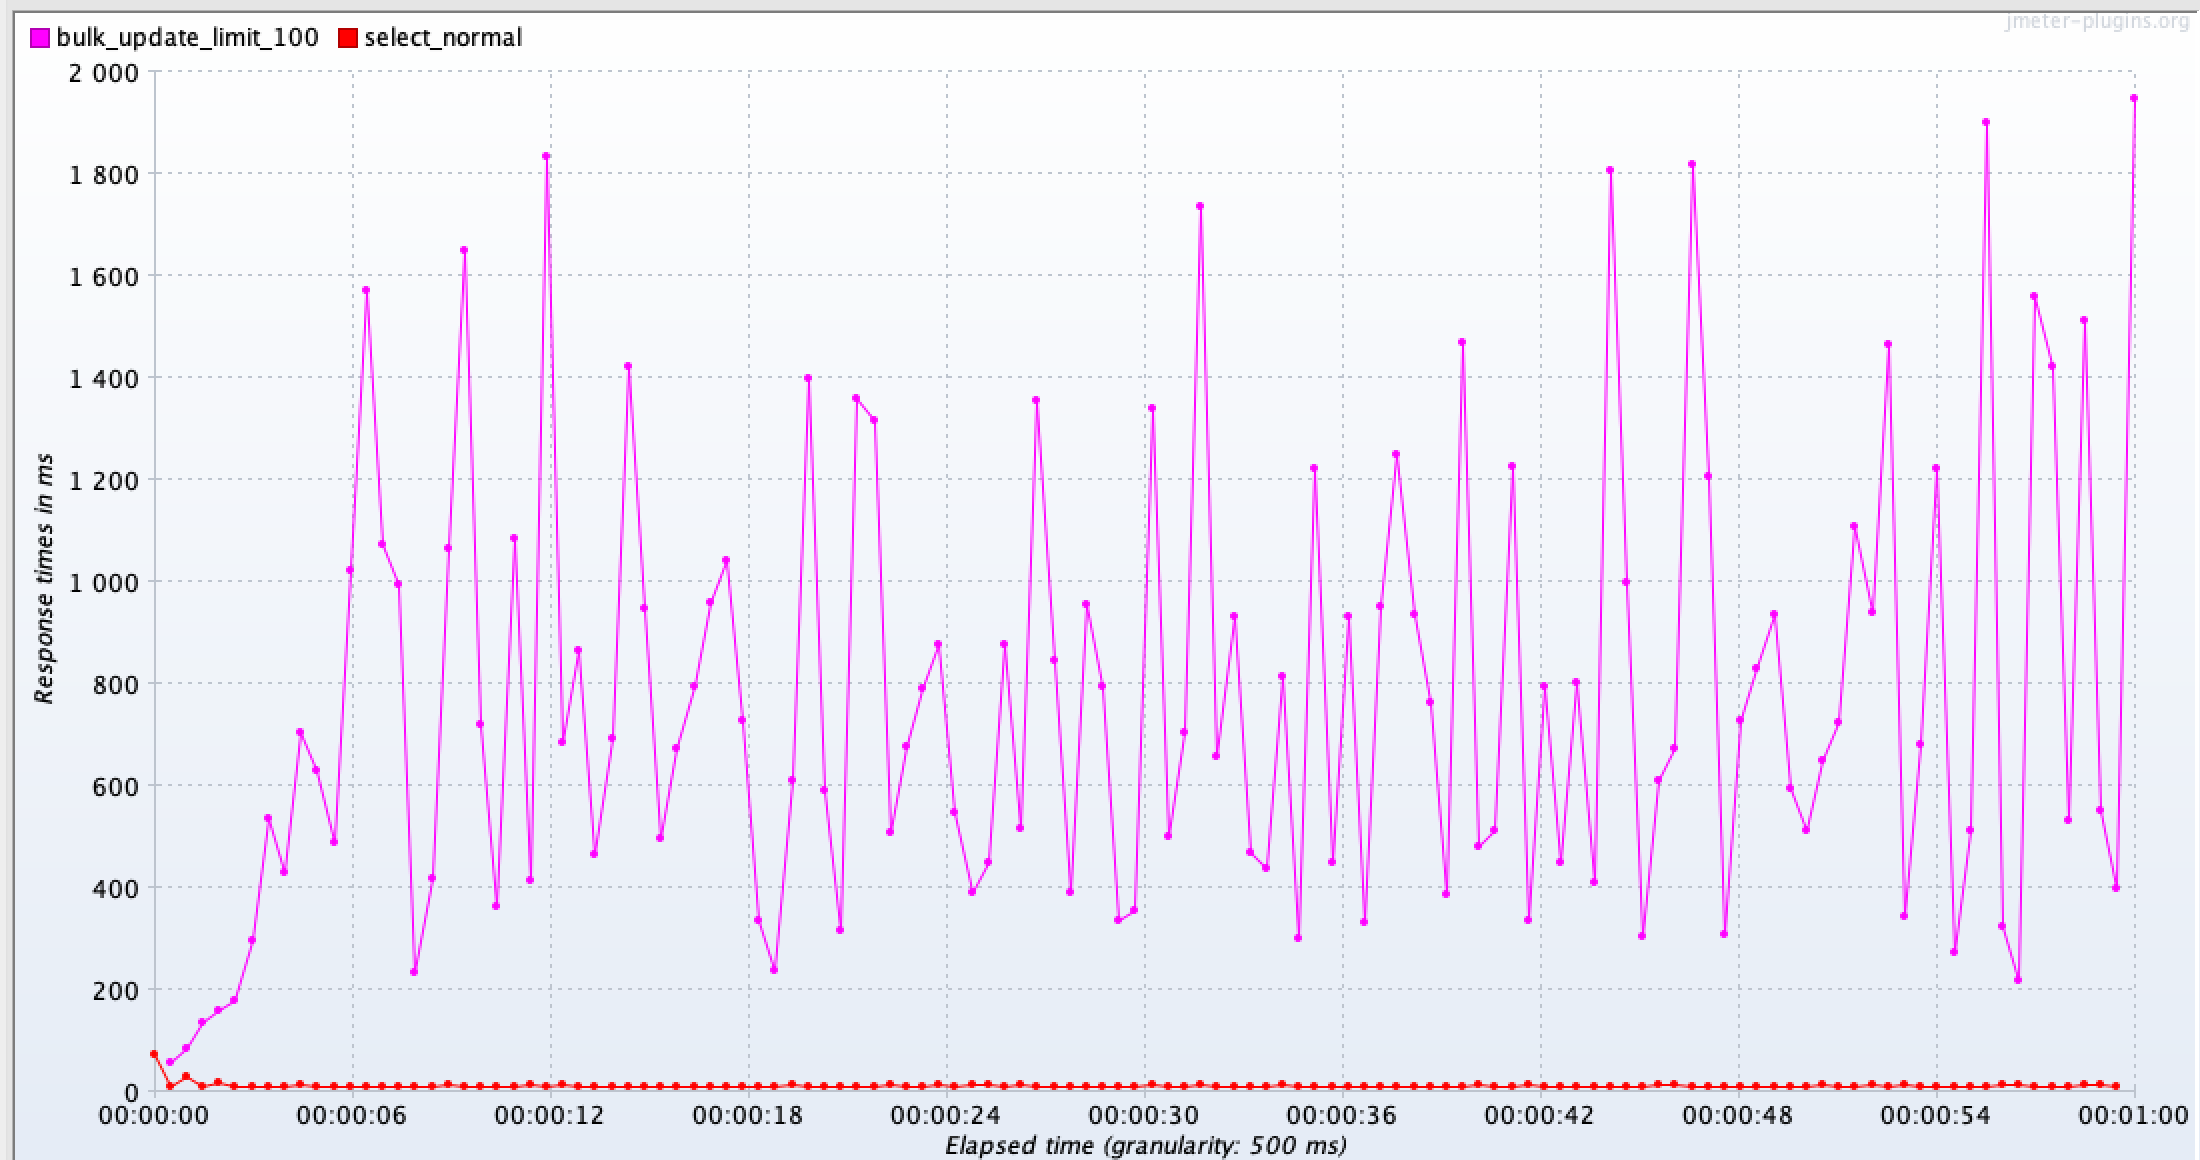 jmeter-plugins.org
bulk_update_limit_100 select_normal
2 000
1 800
1 600
1 400
1 200
1 000
800
600
400
200
0
Response times in ms
00:00:00 00:00:06 00:00:12 00:00:18 00:00:24 00:00:30 00:00:36 00:00:42 00:00:48 00:00:54 00:01:00
Elapsed time (granularity: 500 ms)